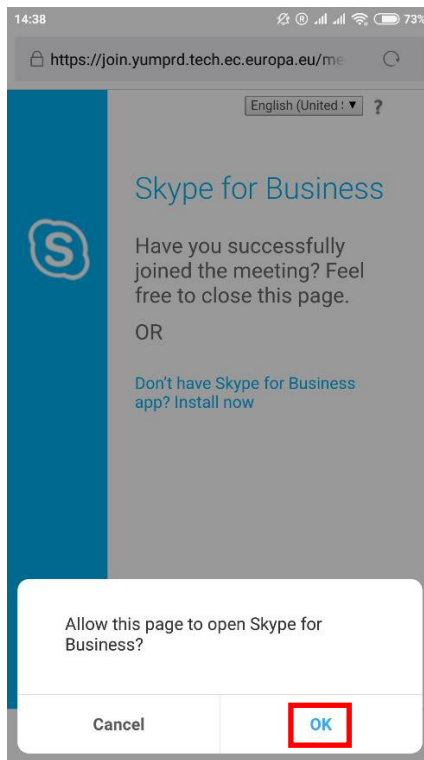 14:38
73%
https://join.yumprd.tech.ec.europa.eu/me
English (United :
?
Skype for Business
S
Have you successfully
joined the meeting? Feel
free to close this page.
OR
Don't have Skype for Business
app? Install now
Allow this page to open Skype for
Business?
Cancel
OK